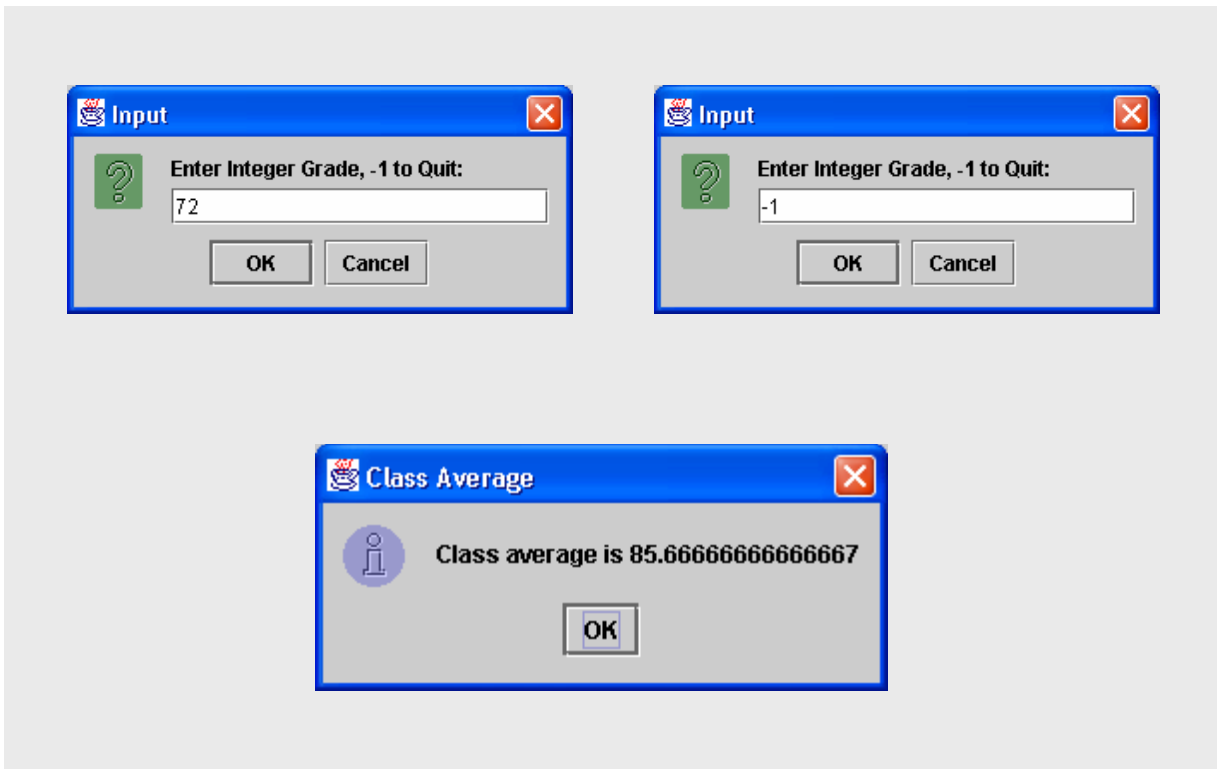 Input
Enter Integer Grade, -1 to Quit:
72
OK Cancel
Input
Enter Integer Grade, -1 to Quit:
-1
OK Cancel
Class Average
Class average is 85.66666666666667
OK